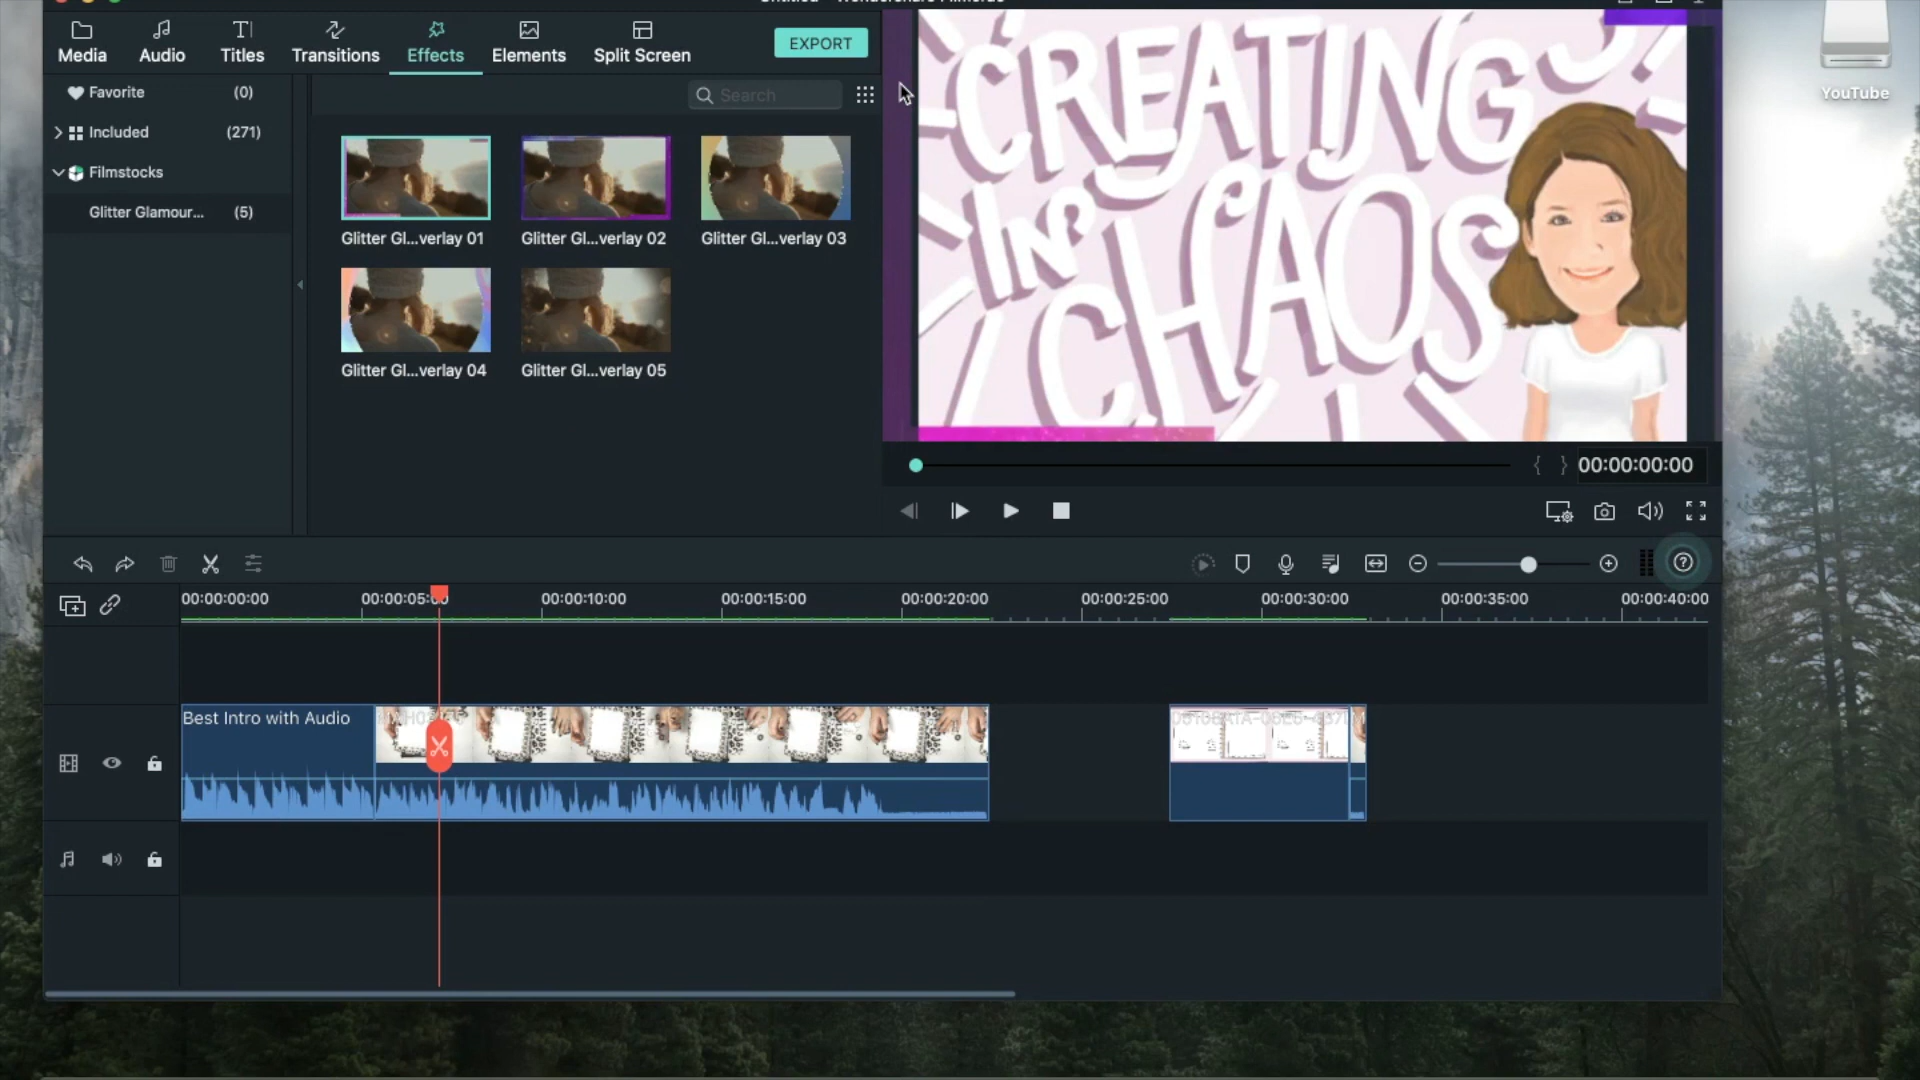 Media
Audio
Titles
Transitions
Effects
Elements
Split Screen
EXPORT
Favorite (0)
Included (271)
Filmstocks
Glitter Glamour... (5)
Search
Glitter Gl...verlay 01
Glitter Gl...verlay 02
Glitter Gl...verlay 03
Glitter Gl...verlay 04
Glitter Gl...verlay 05
CREATING
IN
CHAOS
YouTube
00:00:00:00
00:00:00:00
00:00:05:00
00:00:10:00
00:00:15:00
00:00:20:00
00:00:25:00
00:00:30:00
00:00:35:00
00:00:40:00
Best Intro with Audio